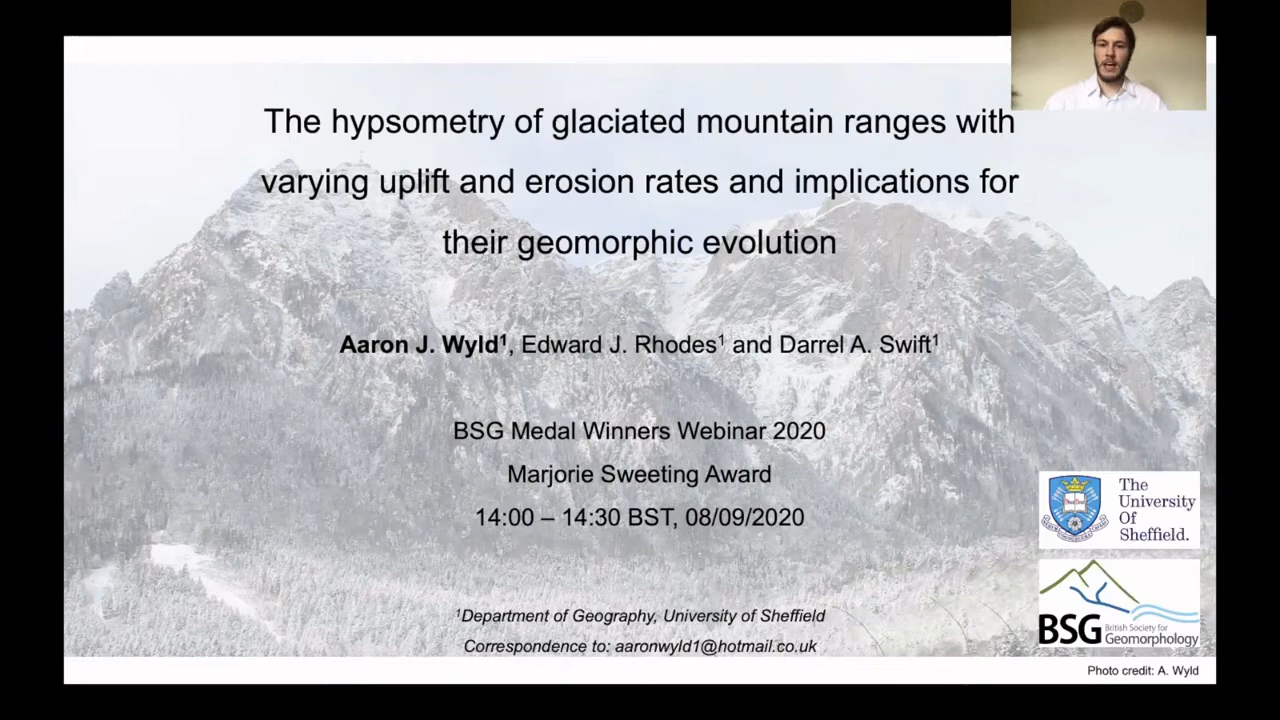 The hypsometry of glaciated mountain ranges with
varying uplift and erosion rates and implications for
their geomorphic evolution
Aaron J. Wyld¹, Edward J. Rhodes¹ and Darrel A. Swift¹
BSG Medal Winners Webinar 2020
Marjorie Sweeting Award
14:00 – 14:30 BST, 08/09/2020
The
University
Of
Sheffield.
BSG British Society for
Geomorphology
¹Department of Geography, University of Sheffield
Correspondence to: aaronwyld1@hotmail.co.uk
Photo credit: A. Wyld